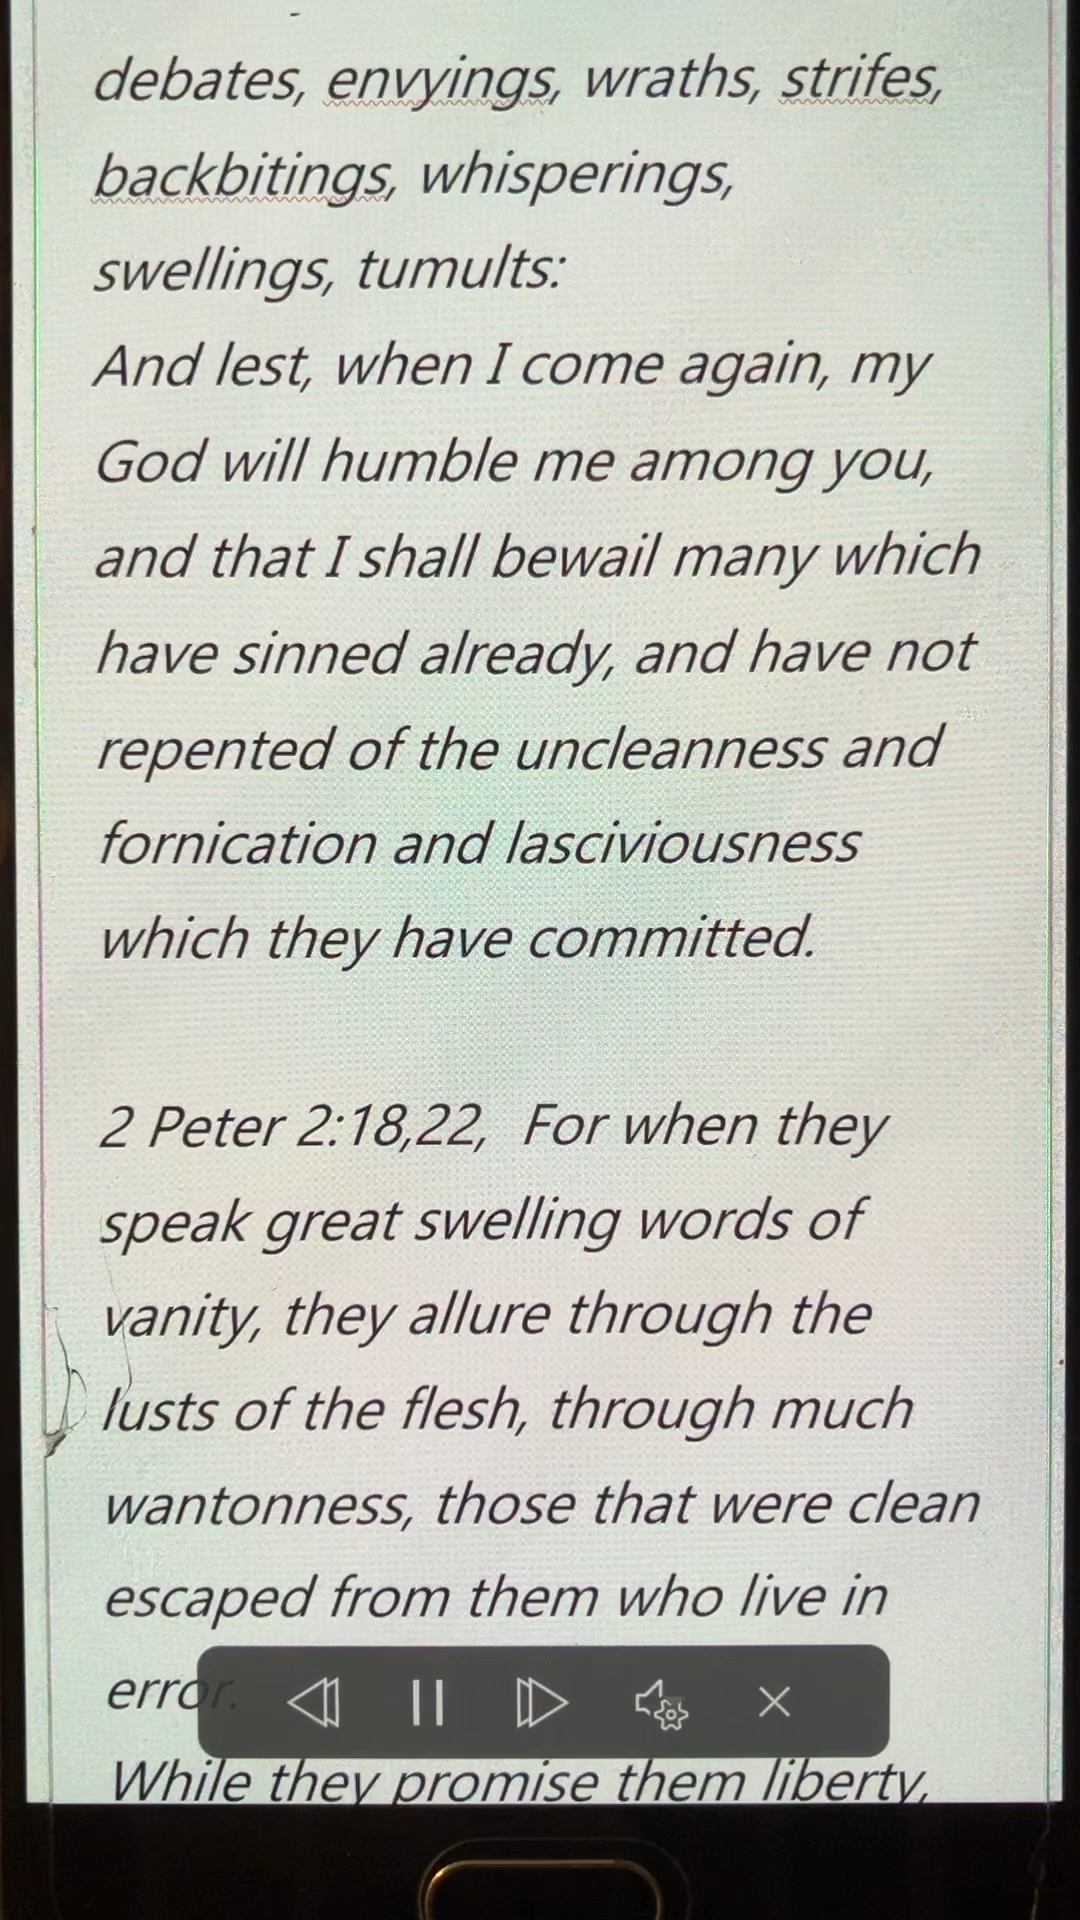 debates, envyings, wraths, strifes,
backbitings, whisperings,
swellings, tumults:
And lest, when I come again, my
God will humble me among you,
and that I shall bewail many which
have sinned already, and have not
repented of the uncleanness and
fornication and lasciviousness
which they have committed.
2 Peter 2:18,22, For when they
speak great swelling words of
vanity, they allure through the
lusts of the flesh, through much
wantonness, those that were clean
escaped from them who live in
error.
While they promise them liberty,